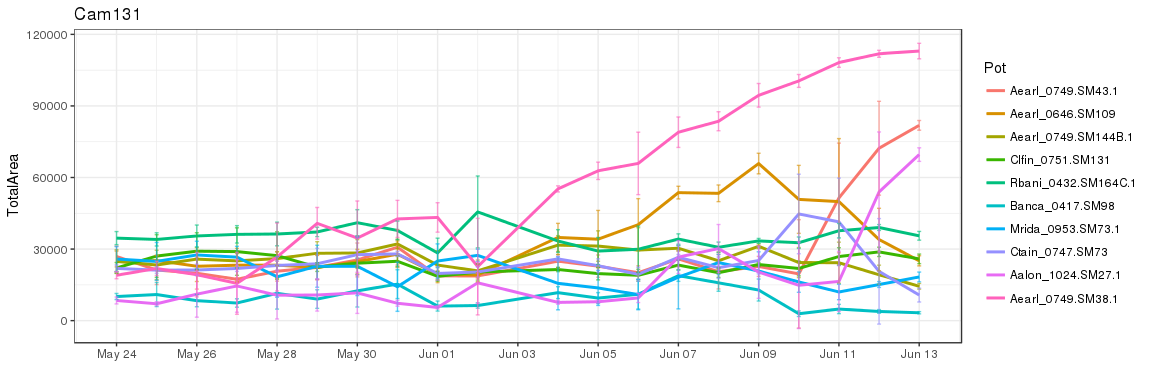 Cam131
TotalArea
120000
90000
60000
30000
0
May 24 May 26 May 28 May 30 Jun 01 Jun 03 Jun 05 Jun 07 Jun 09 Jun 11 Jun 13
Pot
Aearl_0749.SM43.1
Aearl_0646.SM109
Aearl_0749.SM144B.1
Clfin_0751.SM131
Rbani_0432.SM164C.1
Banca_0417.SM98
Mrida_0953.SM73.1
Ctain_0747.SM73
Aalon_1024.SM27.1
Aearl_0749.SM38.1